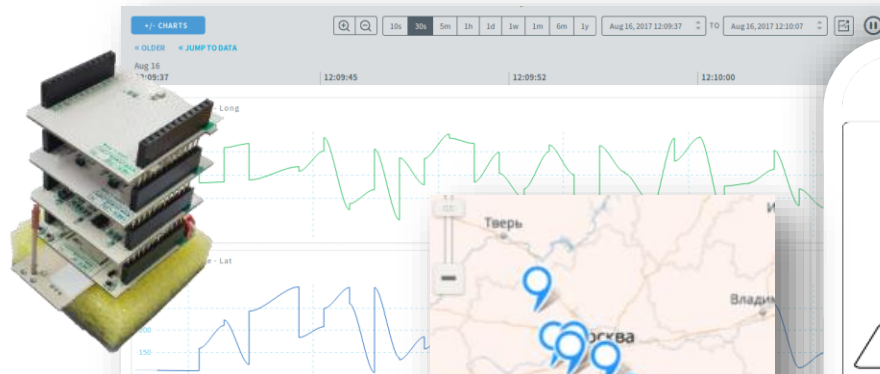 +/- CHARTS
10s 30s 5m 1h 1d 1w 1m 6m 1y
Aug 16, 2017 12:09:37 TO Aug 16, 2017 12:10:07
« OLDER « JUMP TO DATA
Aug 16
12:09:37 12:09:45 12:09:52 12:10:00
- Long
Тверь
- Lat
200
150